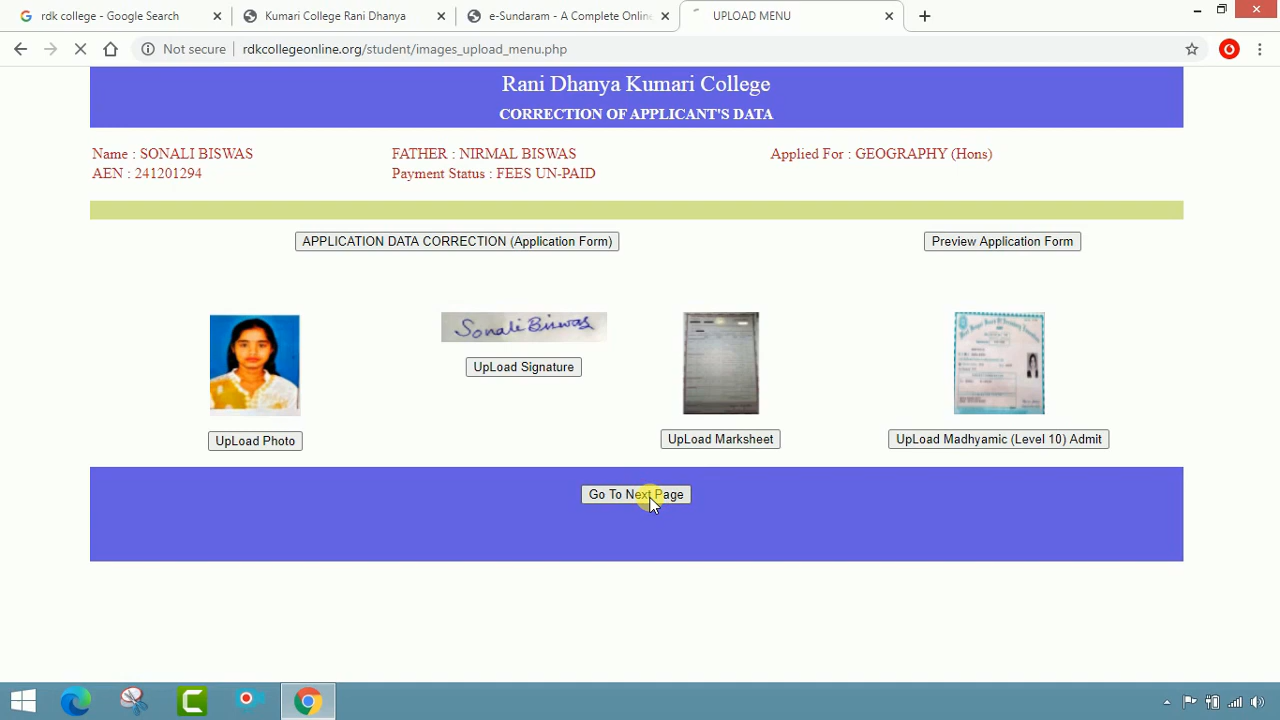 rdk college - Google Search
Kumari College Rani Dhanya
e-Sundaram - A Complete Online
UPLOAD MENU
Not secure
rdkcollegeonline.org/student/images_upload_menu.php
Rani Dhanya Kumari College
CORRECTION OF APPLICANT'S DATA
Name : SONALI BISWAS
FATHER : NIRMAL BISWAS
Applied For : GEOGRAPHY (Hons)
AEN : 241201294
Payment Status : FEES UN-PAID
APPLICATION DATA CORRECTION (Application Form)
Preview Application Form
Sonali Biswas
UpLoad Signature
UpLoad Photo
UpLoad Marksheet
UpLoad Madhyamic (Level 10) Admit
Go To Next Page